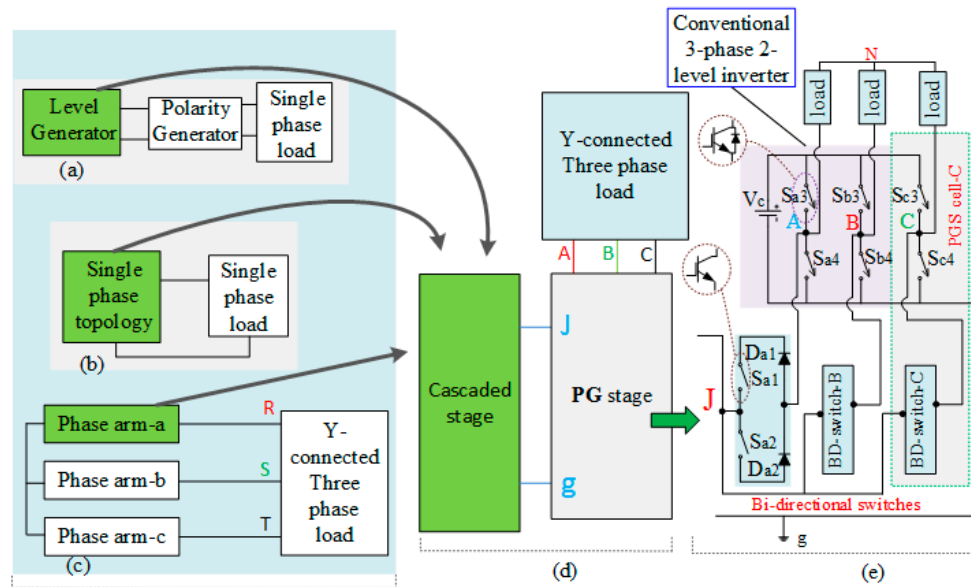 Level
Generator
Polarity
Generator
Single
phase
load
(a)
Single
phase
topology
Single
phase
load
(b)
Phase arm-a
Phase arm-b
Phase arm-c
R
S
T
Y-
connected
Three
phase
load
(c)
Cascaded
stage
J
g
PG stage
A
B
C
Y-connected
Three phase
load
(d)
Conventional
3-phase 2-
level inverter
N
load
load
load
Vc
+
Sa3
Sb3
Sc3
A
B
C
Sa4
Sb4
Sc4
PGS cell-C
J
Da1
Sa1
Sa2
Da2
BD-switch-B
BD-switch-C
Bi-directional switches
g
(e)